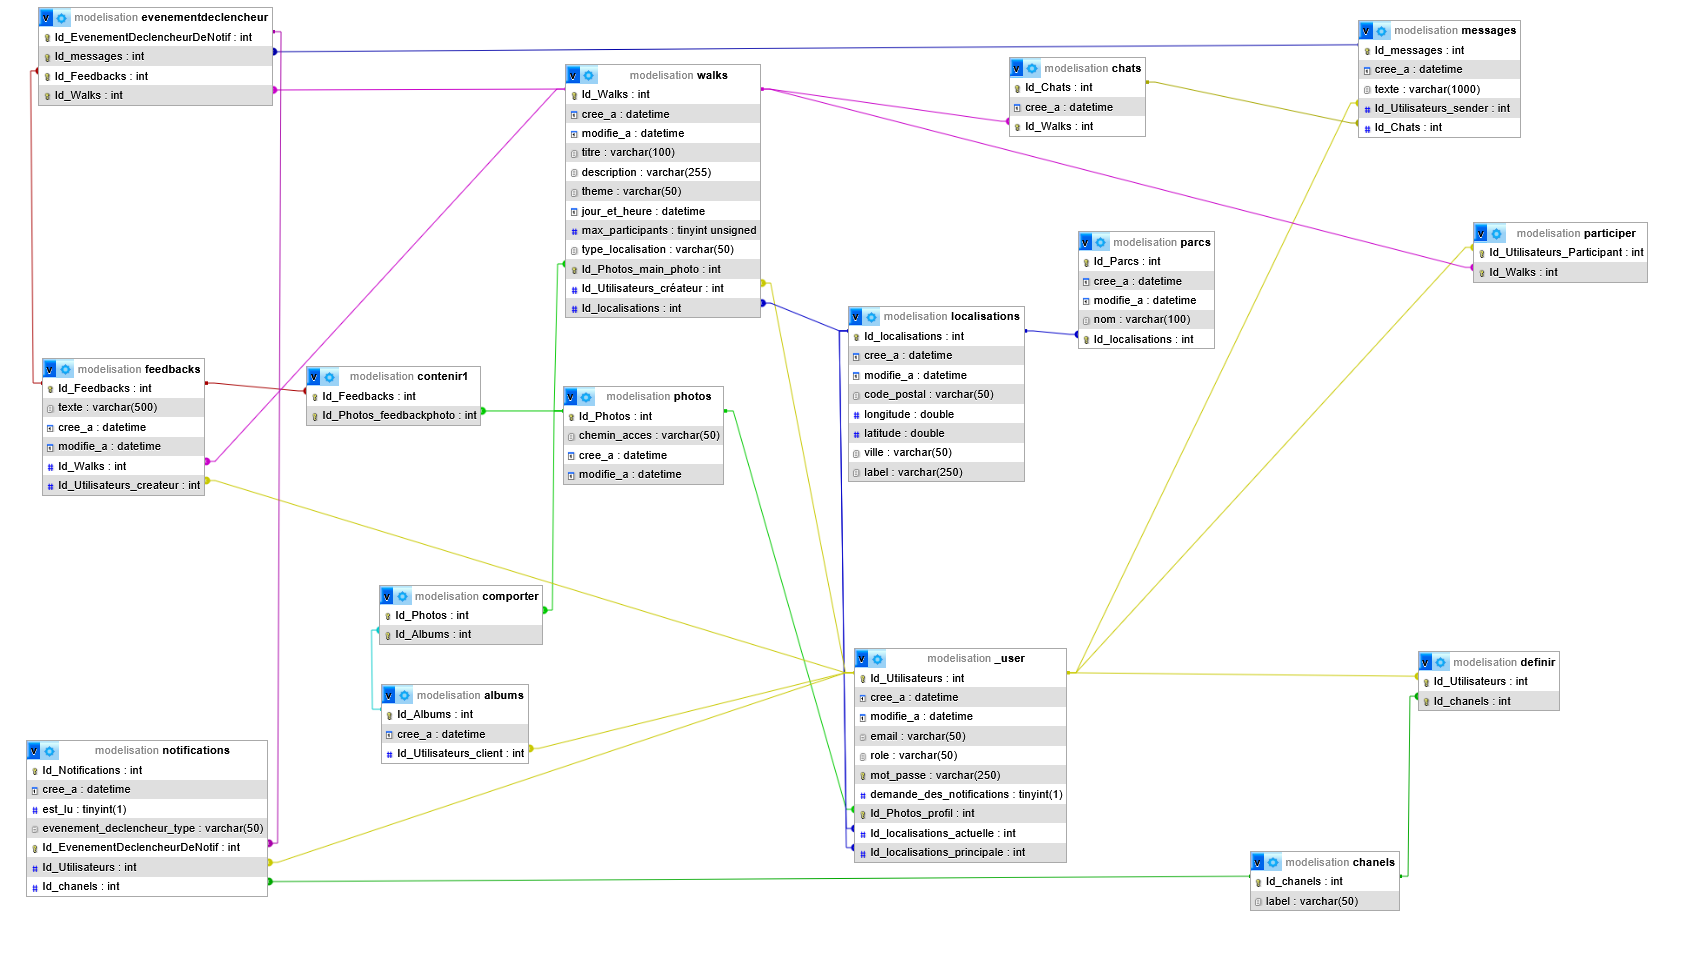 modelisation evenementdeclencheur
Id_EvenementDeclencheurDeNotif : int
Id_messages : int
Id_Feedbacks : int
Id_Walks : int
modelisation messages
Id_messages : int
cree_a : datetime
texte : varchar(1000)
Id_Utilisateurs_sender : int
Id_Chats : int
modelisation walks
Id_Walks : int
cree_a : datetime
modifie_a : datetime
titre : varchar(100)
description : varchar(255)
theme : varchar(50)
jour_et_heure : datetime
max_participants : tinyint unsigned
type_localisation : varchar(50)
Id_Photos_main_photo : int
Id_Utilisateurs_créateur : int
Id_localisations : int
modelisation chats
Id_Chats : int
cree_a : datetime
Id_Walks : int
modelisation parcs
Id_Parcs : int
cree_a : datetime
modifie_a : datetime
nom : varchar(100)
Id_localisations : int
modelisation participer
Id_Utilisateurs_Participant : int
Id_Walks : int
modelisation localisations
Id_localisations : int
cree_a : datetime
modifie_a : datetime
code_postal : varchar(50)
longitude : double
latitude : double
ville : varchar(50)
label : varchar(250)
modelisation feedbacks
Id_Feedbacks : int
texte : varchar(500)
cree_a : datetime
modifie_a : datetime
Id_Walks : int
Id_Utilisateurs_createur : int
modelisation contenir1
Id_Feedbacks : int
Id_Photos_feedbackphoto : int
modelisation photos
Id_Photos : int
chemin_acces : varchar(50)
cree_a : datetime
modifie_a : datetime
modelisation comporter
Id_Photos : int
Id_Albums : int
modelisation albums
Id_Albums : int
cree_a : datetime
Id_Utilisateurs_client : int
modelisation _user
Id_Utilisateurs : int
cree_a : datetime
modifie_a : datetime
email : varchar(50)
role : varchar(50)
mot_passe : varchar(250)
demande_des_notifications : tinyint(1)
Id_Photos_profil : int
Id_localisations_actuelle : int
Id_localisations_principale : int
modelisation definir
Id_Utilisateurs : int
Id_chanels : int
modelisation notifications
Id_Notifications : int
cree_a : datetime
est_lu : tinyint(1)
evenement_declencheur_type : varchar(50)
Id_EvenementDeclencheurDeNotif : int
Id_Utilisateurs : int
Id_chanels : int
modelisation chanels
Id_chanels : int
label : varchar(50)